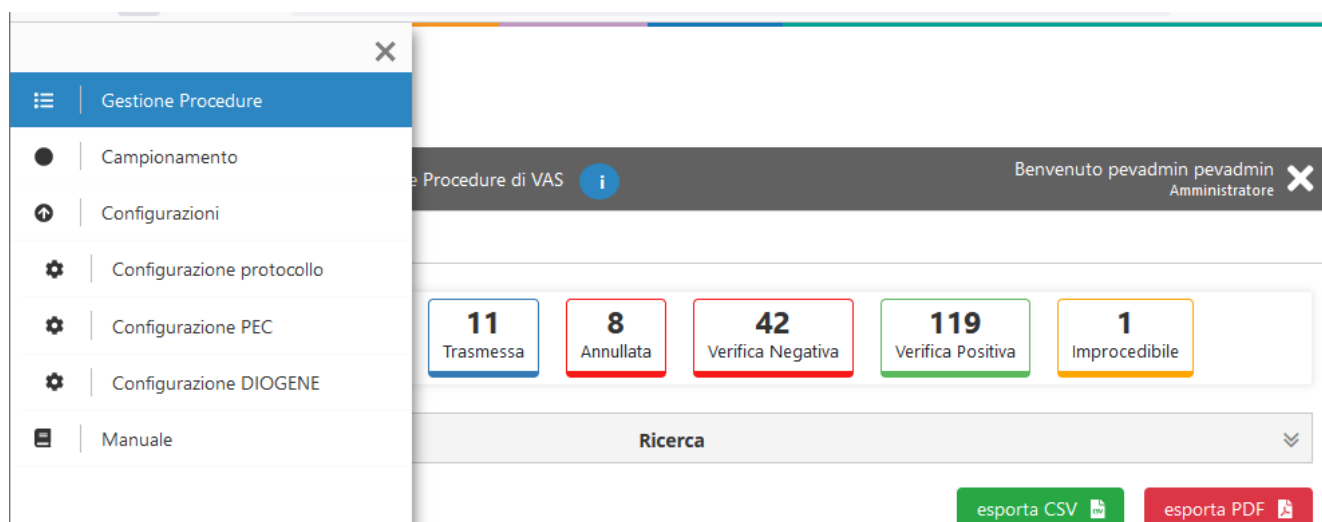 Gestione Procedure
Campionamento
Configurazioni
Configurazione protocollo
Configurazione PEC
Configurazione DIOGENE
Manuale
e Procedure di VAS i
Benvenuto pevadmin pevadmin
Amministratore
11
Trasmessa
8
Annullata
42
Verifica Negativa
119
Verifica Positiva
1
Improcedibile
Ricerca
esporta CSV
esporta PDF